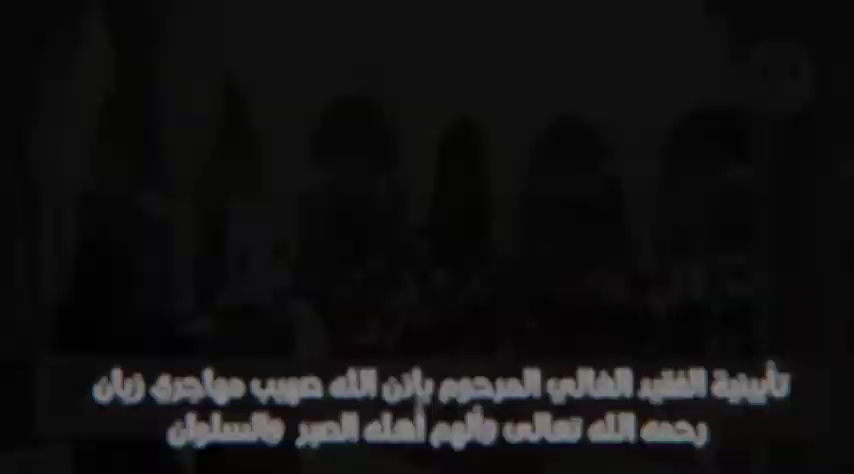 تأبينية الفقيد الغالي المرحوم بإذن الله صهيب مهاجري زيان
رحمه الله تعالى وألهم أهله الصبر والسلوان